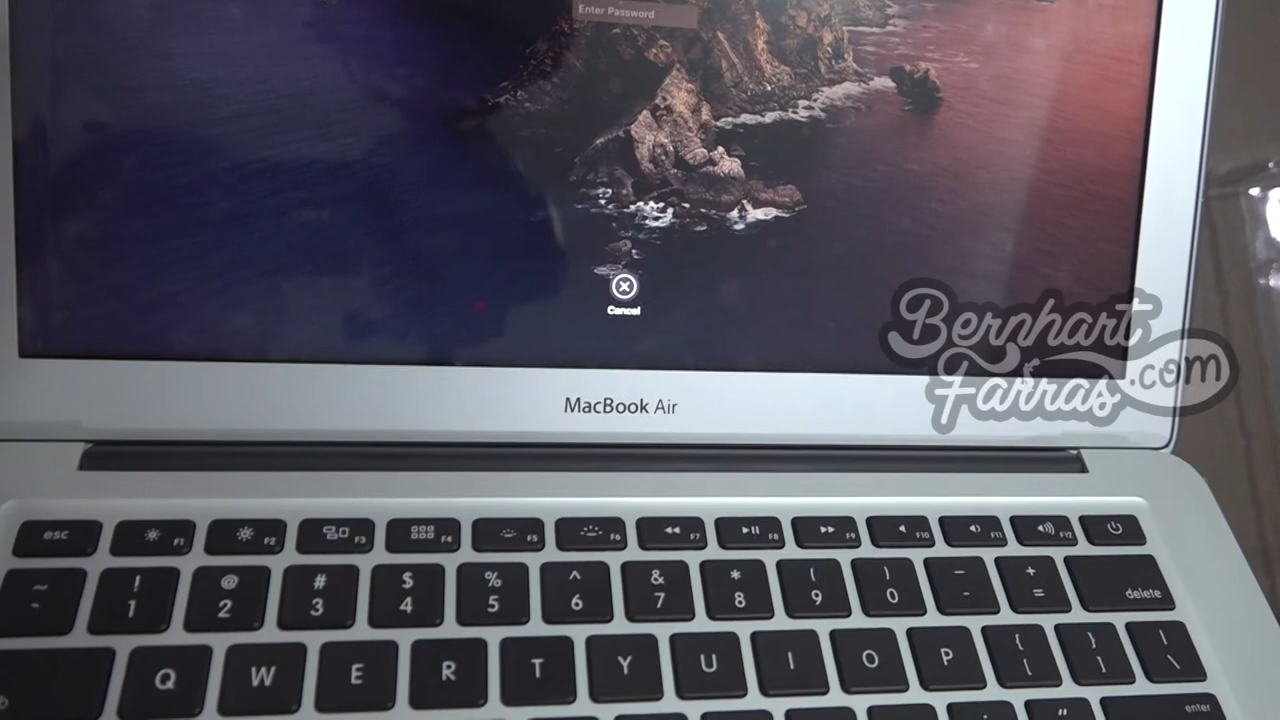 Enter Password
Cancel
Bernhart
Farras.com
MacBook Air
esc F1 F2 F3 F4 F5 F6 F7 F8 F9 F10 F11 F12
~ ! @ # $ % ^ & * ( ) _ +
` 1 2 3 4 5 6 7 8 9 0 - = delete
{ } |
Q W E R T Y U I O P [ ] \
" enter